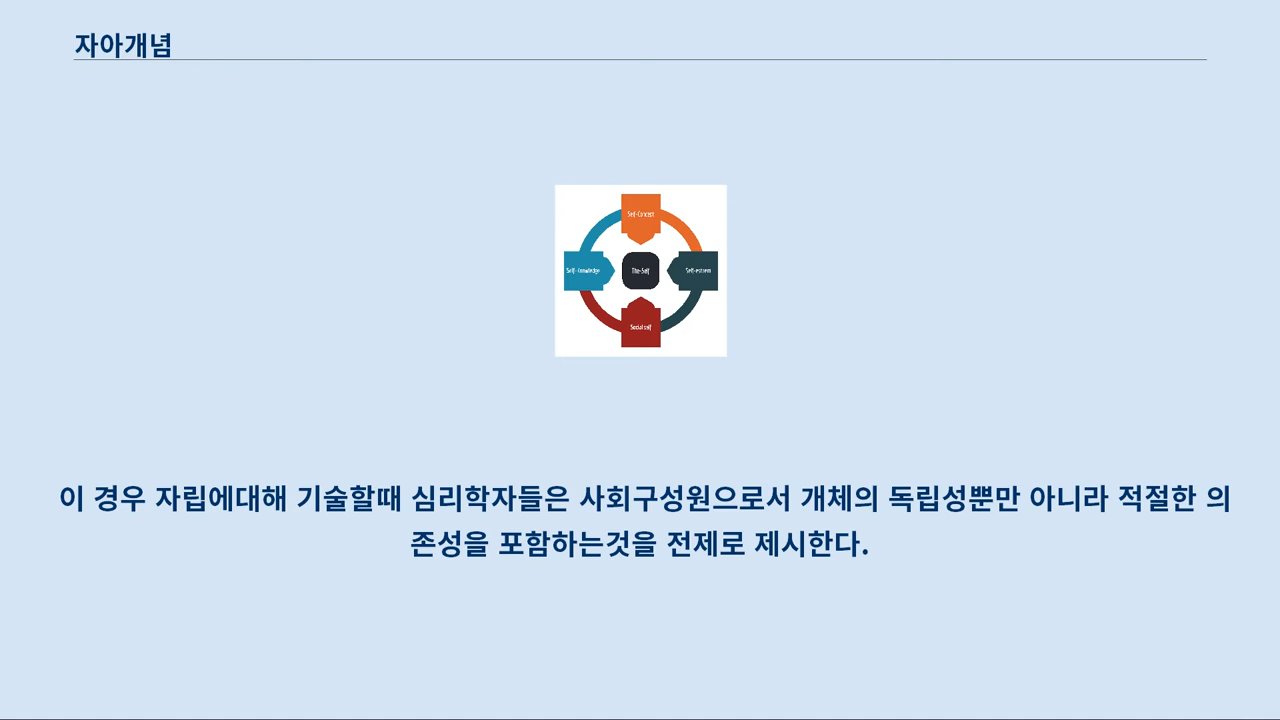 자아개념
Self-Concept
Self-knowledge
The-Self
Self-esteem
Social self
이 경우 자립에대해 기술할때 심리학자들은 사회구성원으로서 개체의 독립성뿐만 아니라 적절한 의
존성을 포함하는것을 전제로 제시한다.